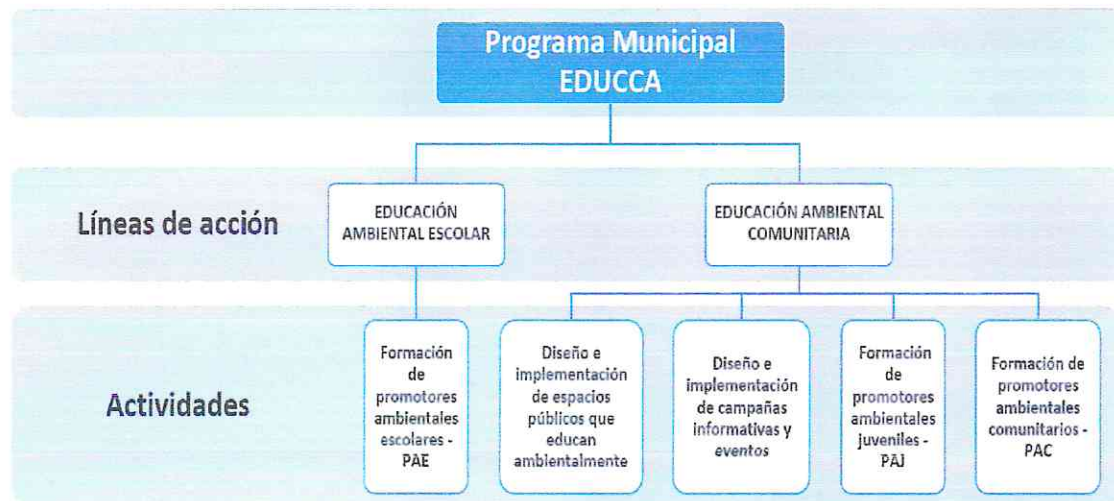 Programa Municipal
EDUCCA
Líneas de acción
EDUCACIÓN
AMBIENTAL ESCOLAR
EDUCACIÓN AMBIENTAL
COMUNITARIA
Actividades
Formación
de
promotores
ambientales
escolares -
PAE
Diseño e
implementación
de espacios
públicos que
educan
ambientalmente
Diseño e
implementación
de campañas
informativas y
eventos
Formación
de
promotores
ambientales
juveniles -
PAJ
Formación de
promotores
ambientales
comunitarios -
PAC